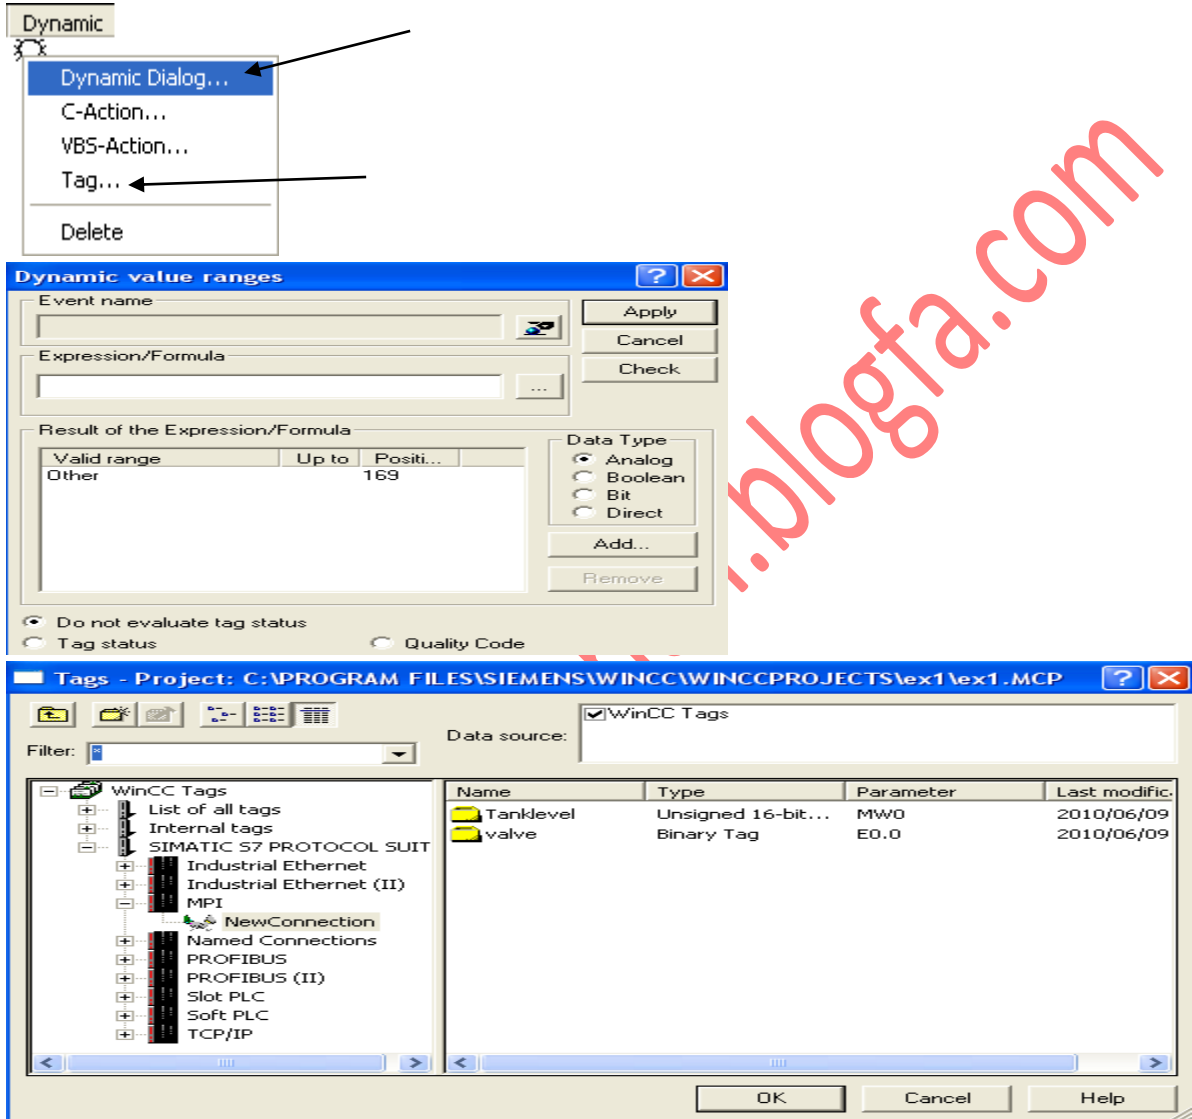 Dynamic
Dynamic Dialog...
C-Action...
VBS-Action...
Tag...
Delete
Dynamic value ranges
Event name
Apply
Cancel
Expression/Formula
Check
...
Result of the Expression/Formula
Data Type
Valid range Up to Positi...
Other 169
Analog
Boolean
Bit
Direct
Add...
Remove
Do not evaluate tag status
Tag status Quality Code
Tags - Project: C:\PROGRAM FILES\SIEMENS\WINCC\WINCCPROJECTS\ex1\ex1.MCP
WinCC Tags
Data source:
Filter: *
WinCC Tags
List of all tags
Internal tags
SIMATIC S7 PROTOCOL SUIT
Industrial Ethernet
Industrial Ethernet (II)
MPI
NewConnection
Named Connections
PROFIBUS
PROFIBUS (II)
Slot PLC
Soft PLC
TCP/IP
Name Type Parameter Last modific
Tanklevel Unsigned 16-bit... MW0 2010/06/09
valve Binary Tag E0.0 2010/06/09
OK Cancel Help
.blogfa.com